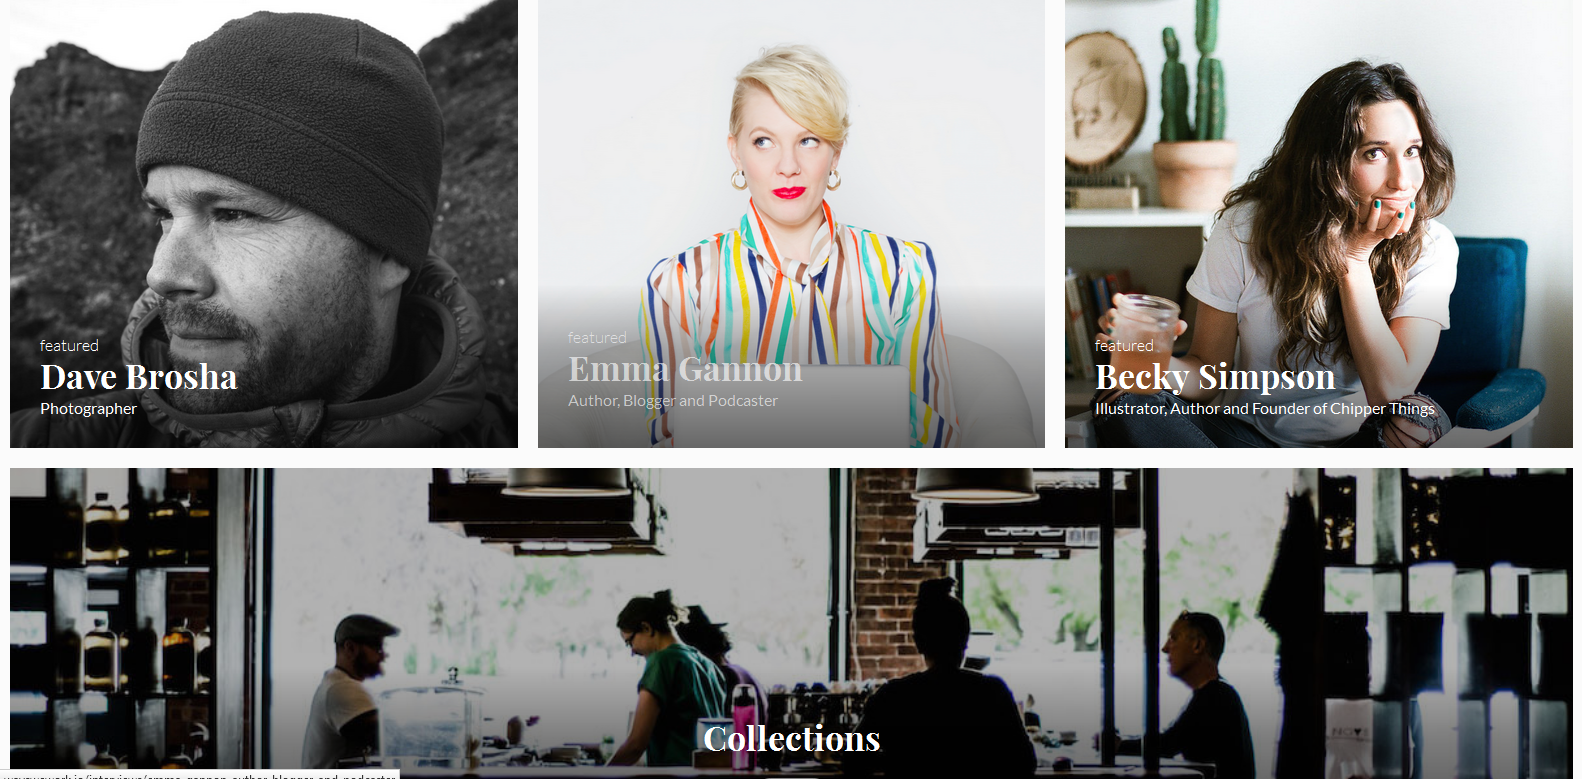 featured
Dave Brosha
Photographer
featured
Emma Gannon
Author, Blogger and Podcaster
featured
Becky Simpson
Illustrator, Author and Founder of Chipper Things
Collections